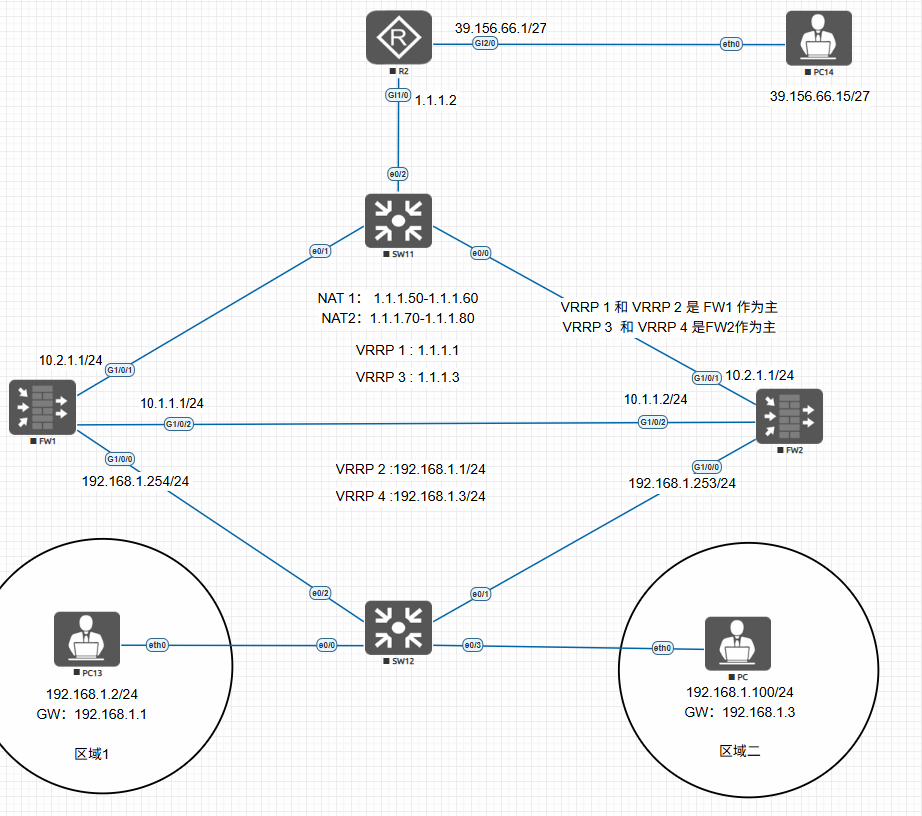 39.156.66.1/27
R
GI2/0
eth0
R2
PC14
GI1/0
1.1.1.2
39.156.66.15/27
e0/2
SW11
e0/1
e0/0
NAT 1： 1.1.1.50-1.1.1.60
NAT2：1.1.1.70-1.1.1.80
VRRP 1 和 VRRP 2 是 FW1 作为主
VRRP 3 和 VRRP 4 是FW2作为主
VRRP 1 : 1.1.1.1
VRRP 3 : 1.1.1.3
10.2.1.1/24
G1/0/1
G1/0/1
10.2.1.1/24
10.1.1.1/24
10.1.1.2/24
G1/0/2
G1/0/2
FW1
FW2
G1/0/0
G1/0/0
192.168.1.254/24
192.168.1.253/24
VRRP 2 :192.168.1.1/24
VRRP 4 :192.168.1.3/24
e0/2
e0/1
eth0
e0/0
e0/3
eth0
SW12
PC13
PC
192.168.1.2/24
GW：192.168.1.1
192.168.1.100/24
GW：192.168.1.3
区域1
区域二